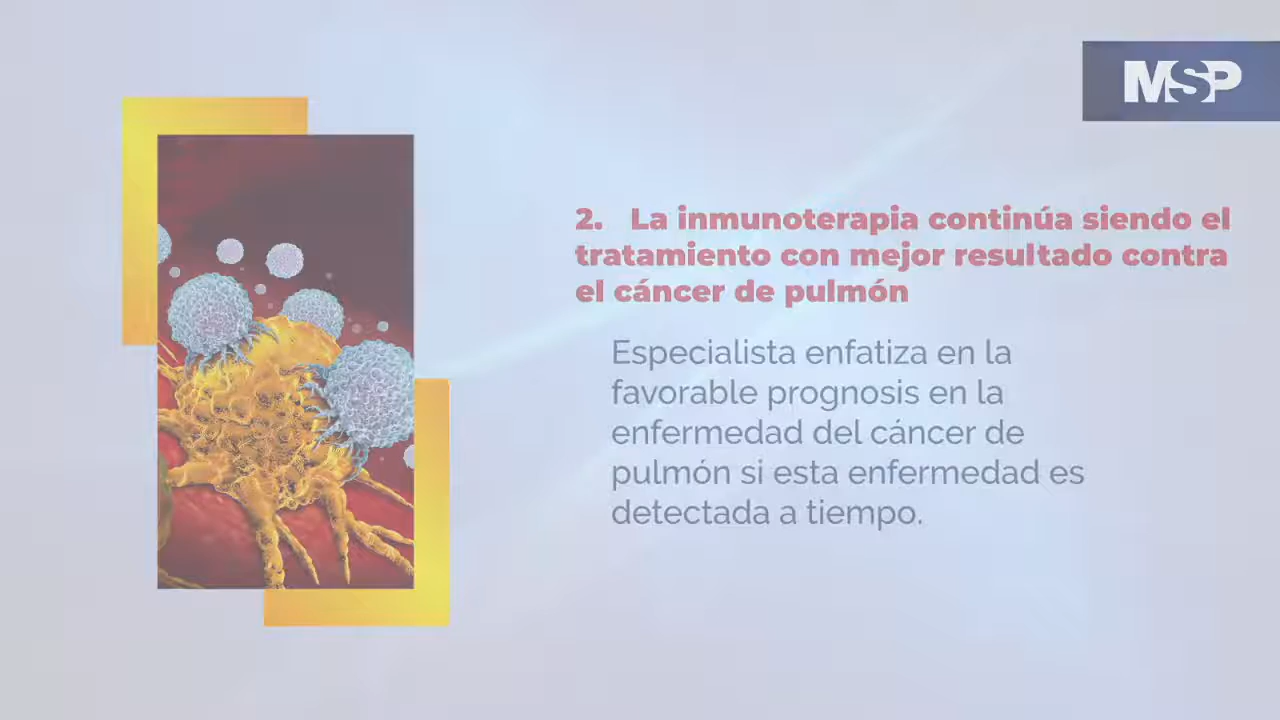 MSP
2. La inmunoterapia continúa siendo el
tratamiento con mejor resultado contra
el cáncer de pulmón
Especialista enfatiza en la
favorable prognosis en la
enfermedad del cáncer de
pulmón si esta enfermedad es
detectada a tiempo.